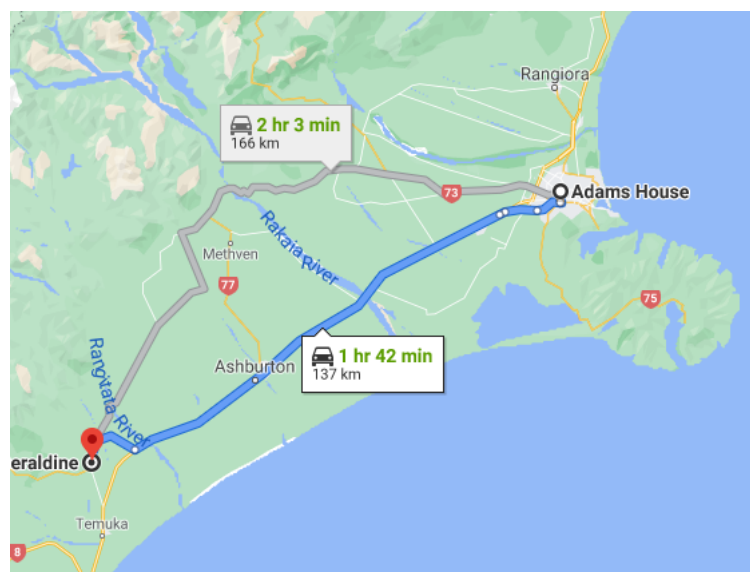 Rangiora
2 hr 3 min
166 km
73
Adams House
Rakaia River
Methven
77
75
1 hr 42 min
137 km
Rangitata River
Ashburton
eraldine
Temuka
8